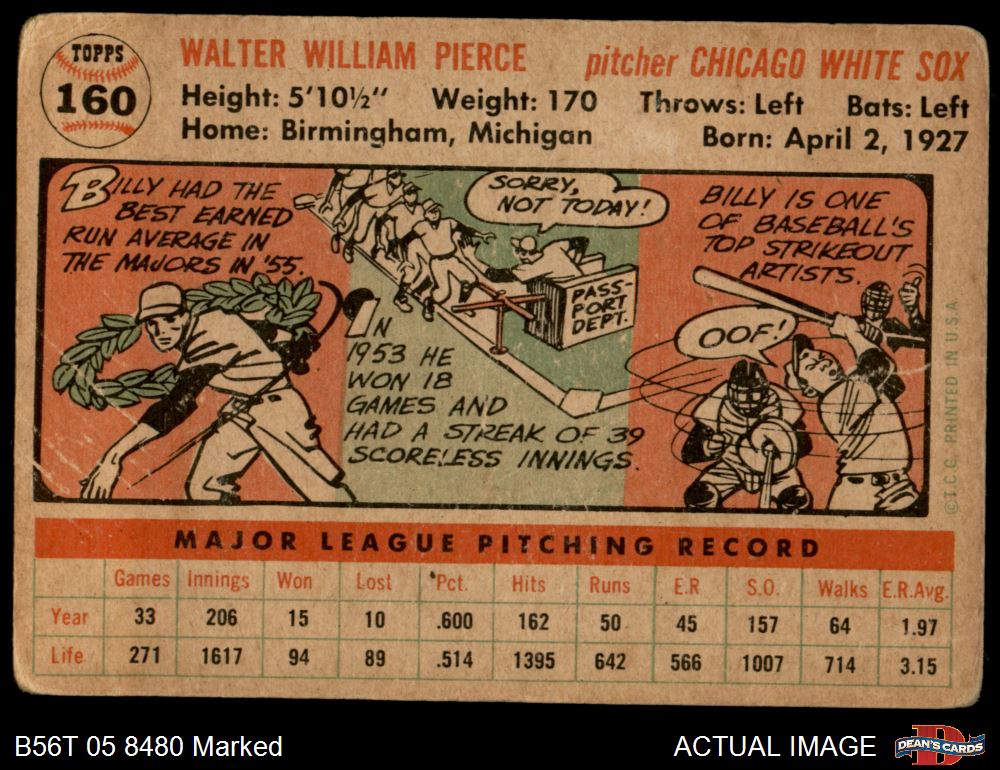 TOPPS
160
WALTER WILLIAM PIERCE pitcher CHICAGO WHITE SOX
Height: 5'10½" Weight: 170 Throws: Left Bats: Left
Home: Birmingham, Michigan Born: April 2, 1927
BILLY HAD THE
BEST EARNED
RUN AVERAGE IN
THE MAJORS IN '55.
SORRY,
NOT TODAY!
PASS-
PORT
DEPT.
IN
1953 HE
WON 18
GAMES AND
HAD A STREAK OF 39
SCORELESS INNINGS.
BILLY IS ONE
OF BASEBALL'S
TOP STRIKEOUT
ARTISTS.
OOF!
©T.C.G. PRINTED IN U.S.A.
MAJOR LEAGUE PITCHING RECORD
Games Innings Won Lost Pct. Hits Runs E.R S.O. Walks E.R.Avg.
Year 33 206 15 10 .600 162 50 45 157 64 1.97
Life 271 1617 94 89 .514 1395 642 566 1007 714 3.15
B56T 05 8480 Marked ACTUAL IMAGE
DEAN'S CARDS